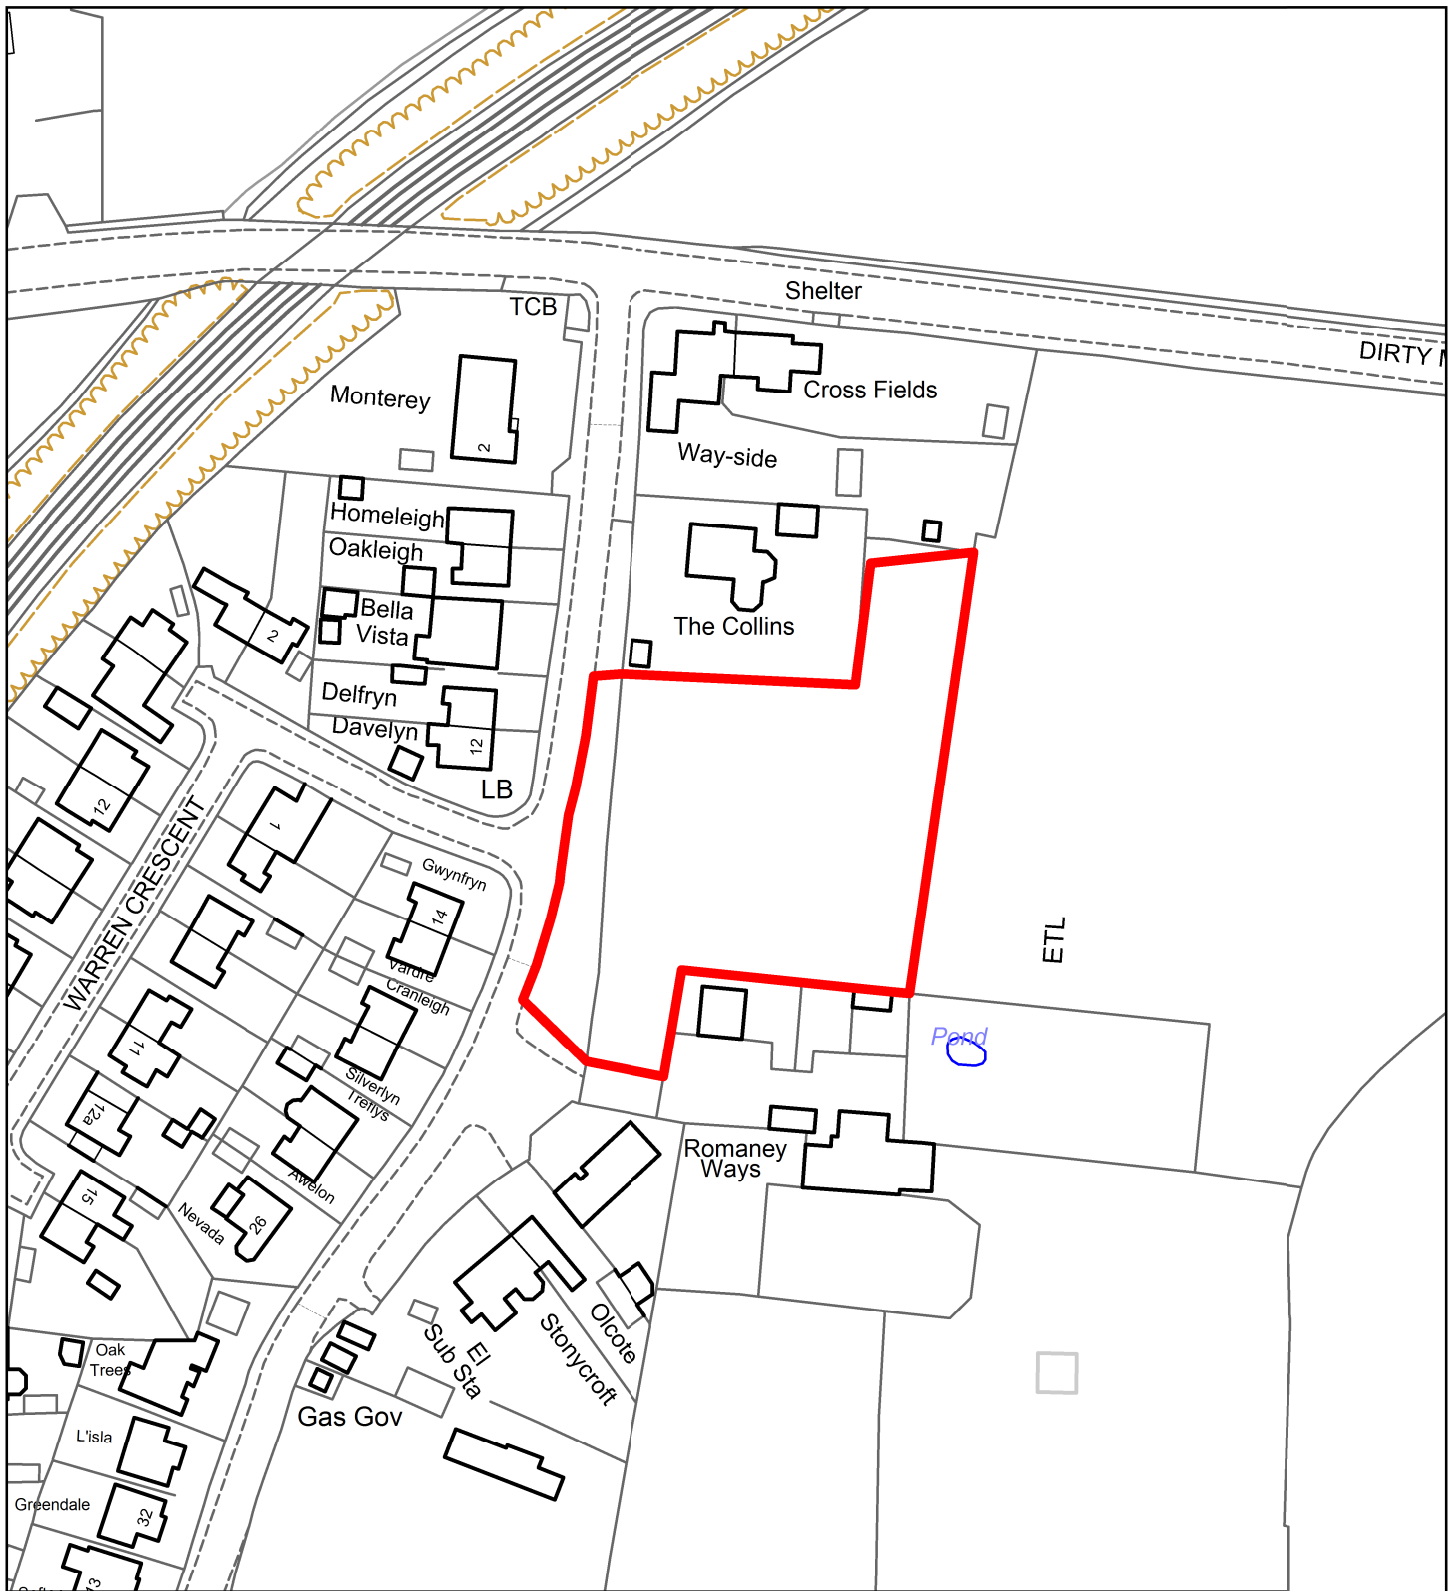 TCB
Shelter
DIRTY
Monterey
2
Cross Fields
Way-side
Homeleigh
Oakleigh
Bella
Vista
2
The Collins
Delfryn
Davelyn
12
LB
12
1
WARREN CRESCENT
Gwynfryn
14
Vardre
Cranleigh
ETL
Pond
11
Silverlyn
Treflys
12a
Romaney
Ways
Awelon
15
Nevada
26
Olcote
Stonycroft
El
Sub Sta
Oak
Trees
Gas Gov
L'isla
Greendale
32
13